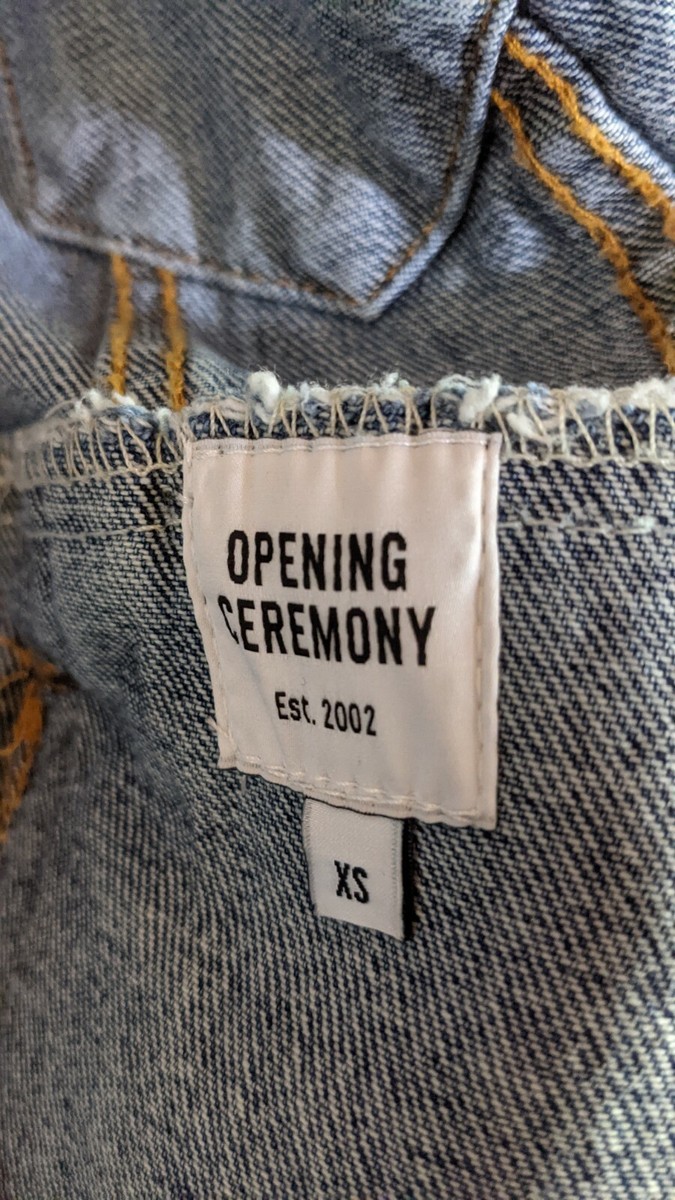 OPENING
CEREMONY
Est. 2002
XS